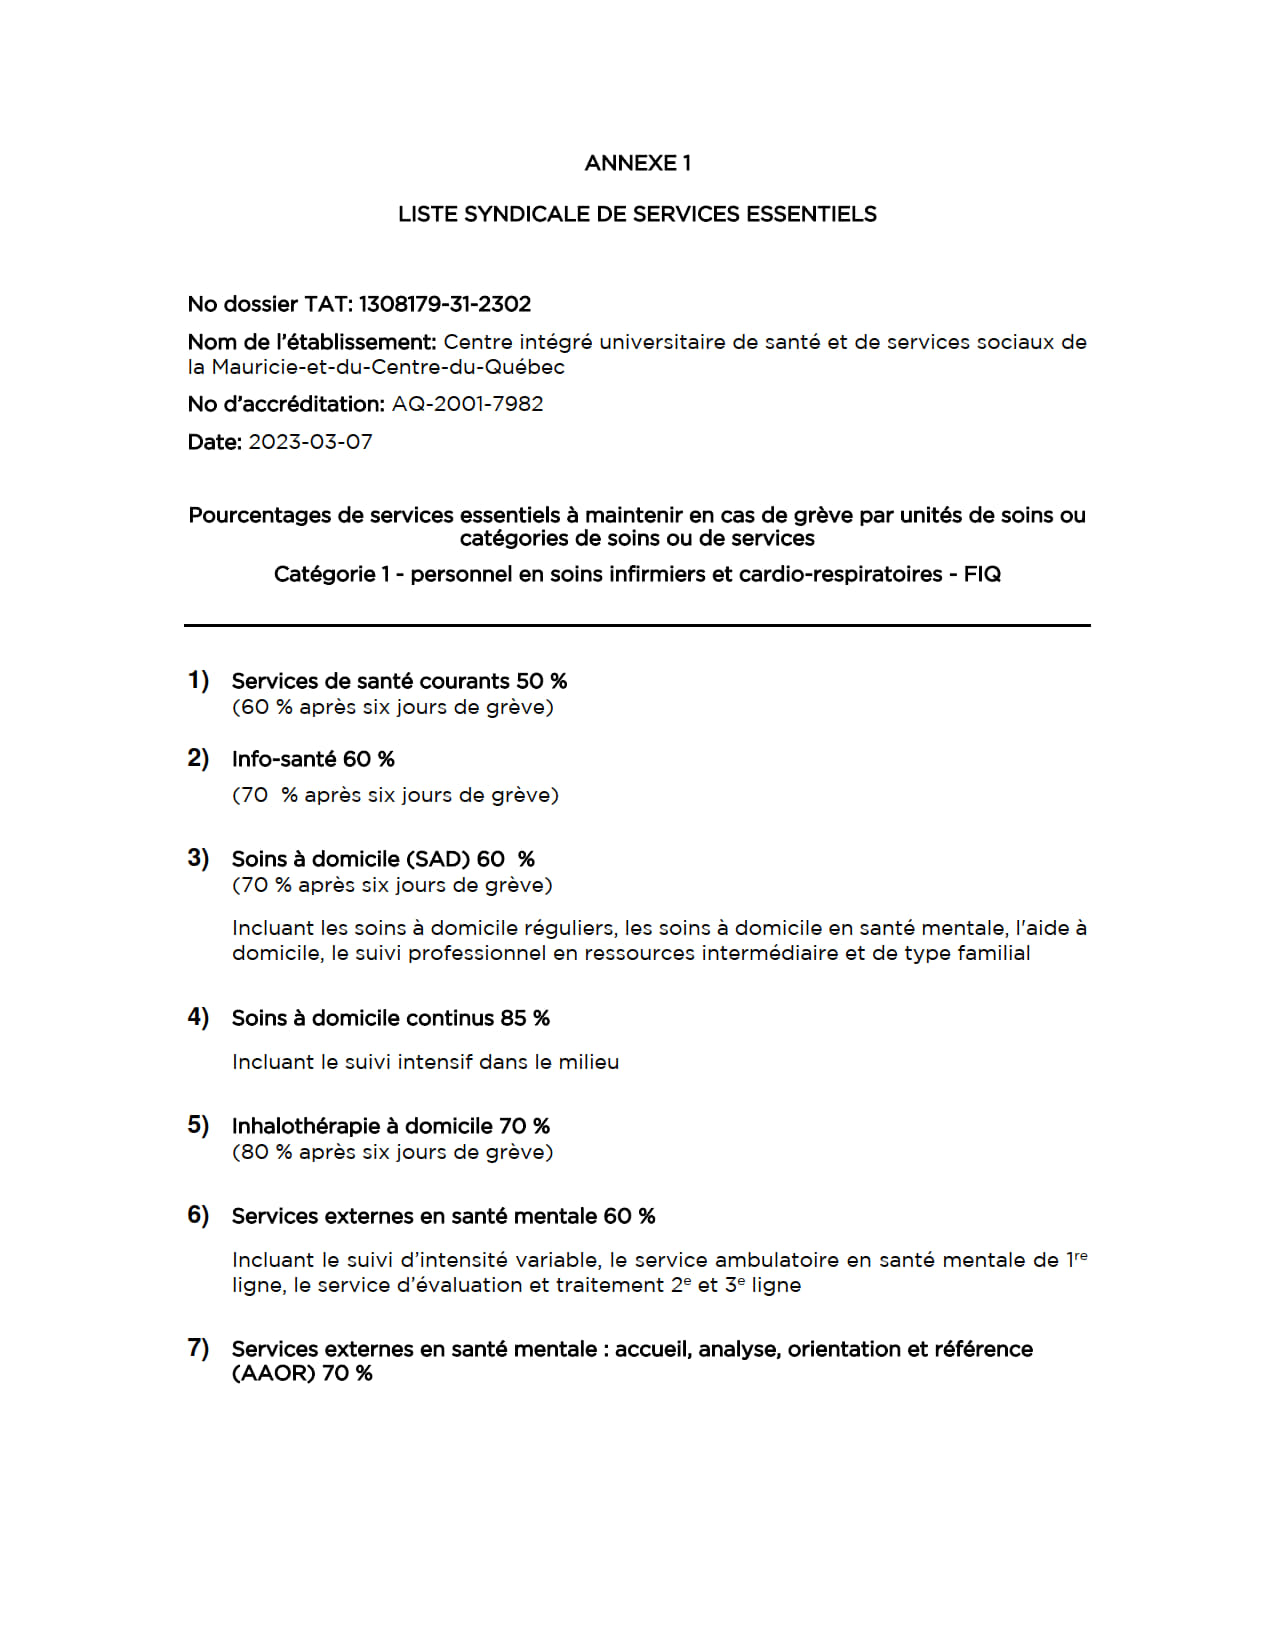 ANNEXE 1
LISTE SYNDICALE DE SERVICES ESSENTIELS
No dossier TAT: 1308179-31-2302
Nom de l’établissement: Centre intégré universitaire de santé et de services sociaux de
la Mauricie-et-du-Centre-du-Québec
No d’accréditation: AQ-2001-7982
Date: 2023-03-07
Pourcentages de services essentiels à maintenir en cas de grève par unités de soins ou
catégories de soins ou de services
Catégorie 1 - personnel en soins infirmiers et cardio-respiratoires - FIQ
1) Services de santé courants 50 %
(60 % après six jours de grève)
2) Info-santé 60 %
(70 % après six jours de grève)
3) Soins à domicile (SAD) 60 %
(70 % après six jours de grève)
Incluant les soins à domicile réguliers, les soins à domicile en santé mentale, l'aide à
domicile, le suivi professionnel en ressources intermédiaire et de type familial
4) Soins à domicile continus 85 %
Incluant le suivi intensif dans le milieu
5) Inhalothérapie à domicile 70 %
(80 % après six jours de grève)
6) Services externes en santé mentale 60 %
Incluant le suivi d’intensité variable, le service ambulatoire en santé mentale de 1re
ligne, le service d’évaluation et traitement 2e et 3e ligne
7) Services externes en santé mentale : accueil, analyse, orientation et référence
(AAOR) 70 %